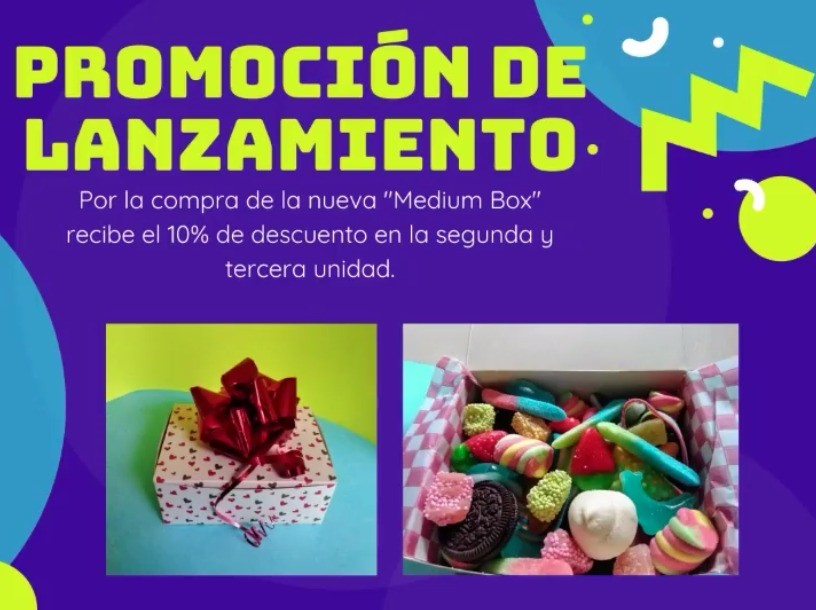 PROMOCIÓN DE
LANZAMIENTO
Por la compra de la nueva "Medium Box"
recibe el 10% de descuento en la segunda y
tercera unidad.